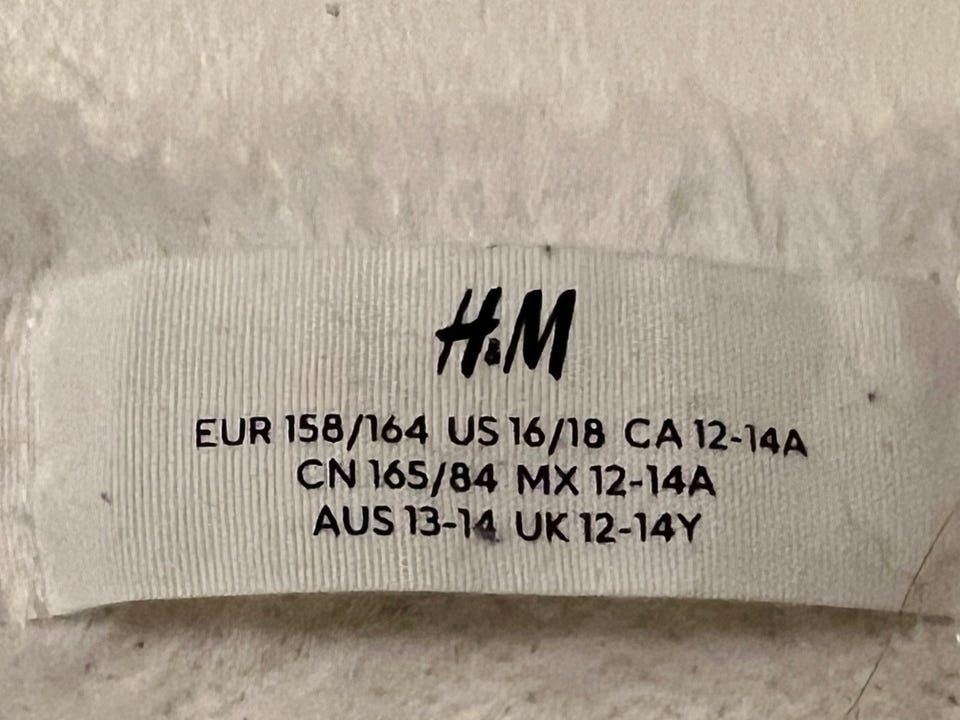 H&M
EUR 158/164 US 16/18 CA 12-14A
CN 165/84 MX 12-14A
AUS 13-14 UK 12-14Y